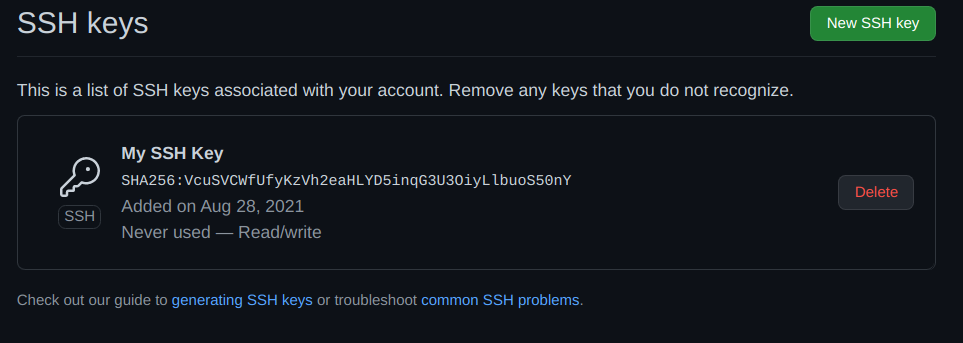 SSH keys
New SSH key
This is a list of SSH keys associated with your account. Remove any keys that you do not recognize.
My SSH Key
SHA256:VcuSVCWfUfyKzVh2eaHLYD5inqG3U3OiyLlbuoS50nY
SSH
Added on Aug 28, 2021
Never used — Read/write
Delete
Check out our guide to generating SSH keys or troubleshoot common SSH problems.